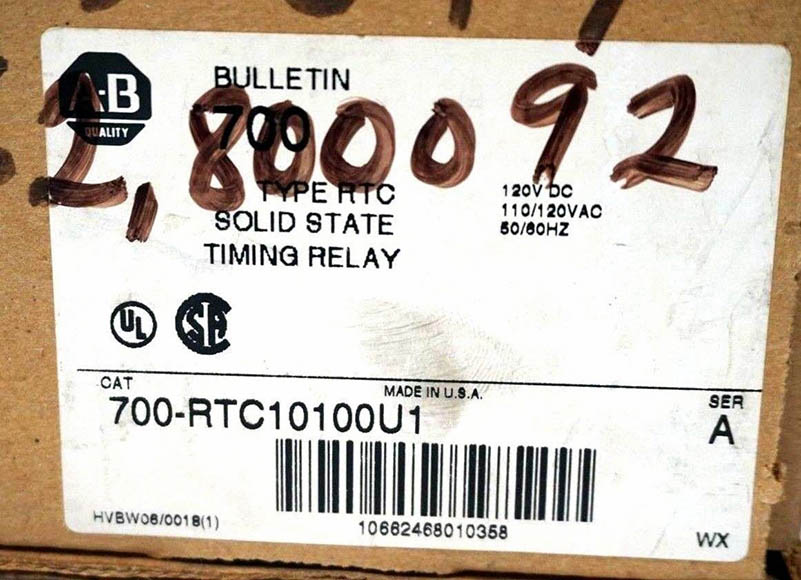 A-B
QUALITY
BULLETIN
700
TYPE RTC
SOLID STATE
TIMING RELAY
120V DC
110/120VAC
50/60HZ
2,800092
UL
SA
CAT
MADE IN U.S.A.
SER
700-RTC10100U1
A
HVBW06/0018(1)
10662468010358
WX